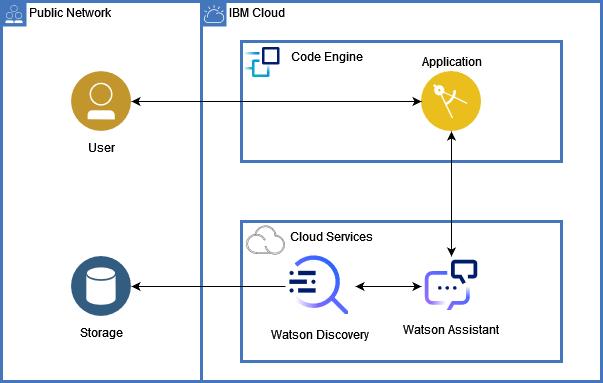 Public Network
IBM Cloud
Code Engine
Application
User
Cloud Services
Storage
Watson Discovery
Watson Assistant